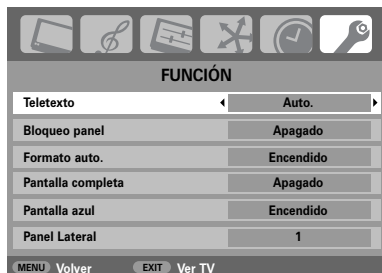 FUNCIÓN
Teletexto Auto.
Bloqueo panel Apagado
Formato auto. Encendido
Pantalla completa Apagado
Pantalla azul Encendido
Panel Lateral 1
MENU Volver EXIT Ver TV